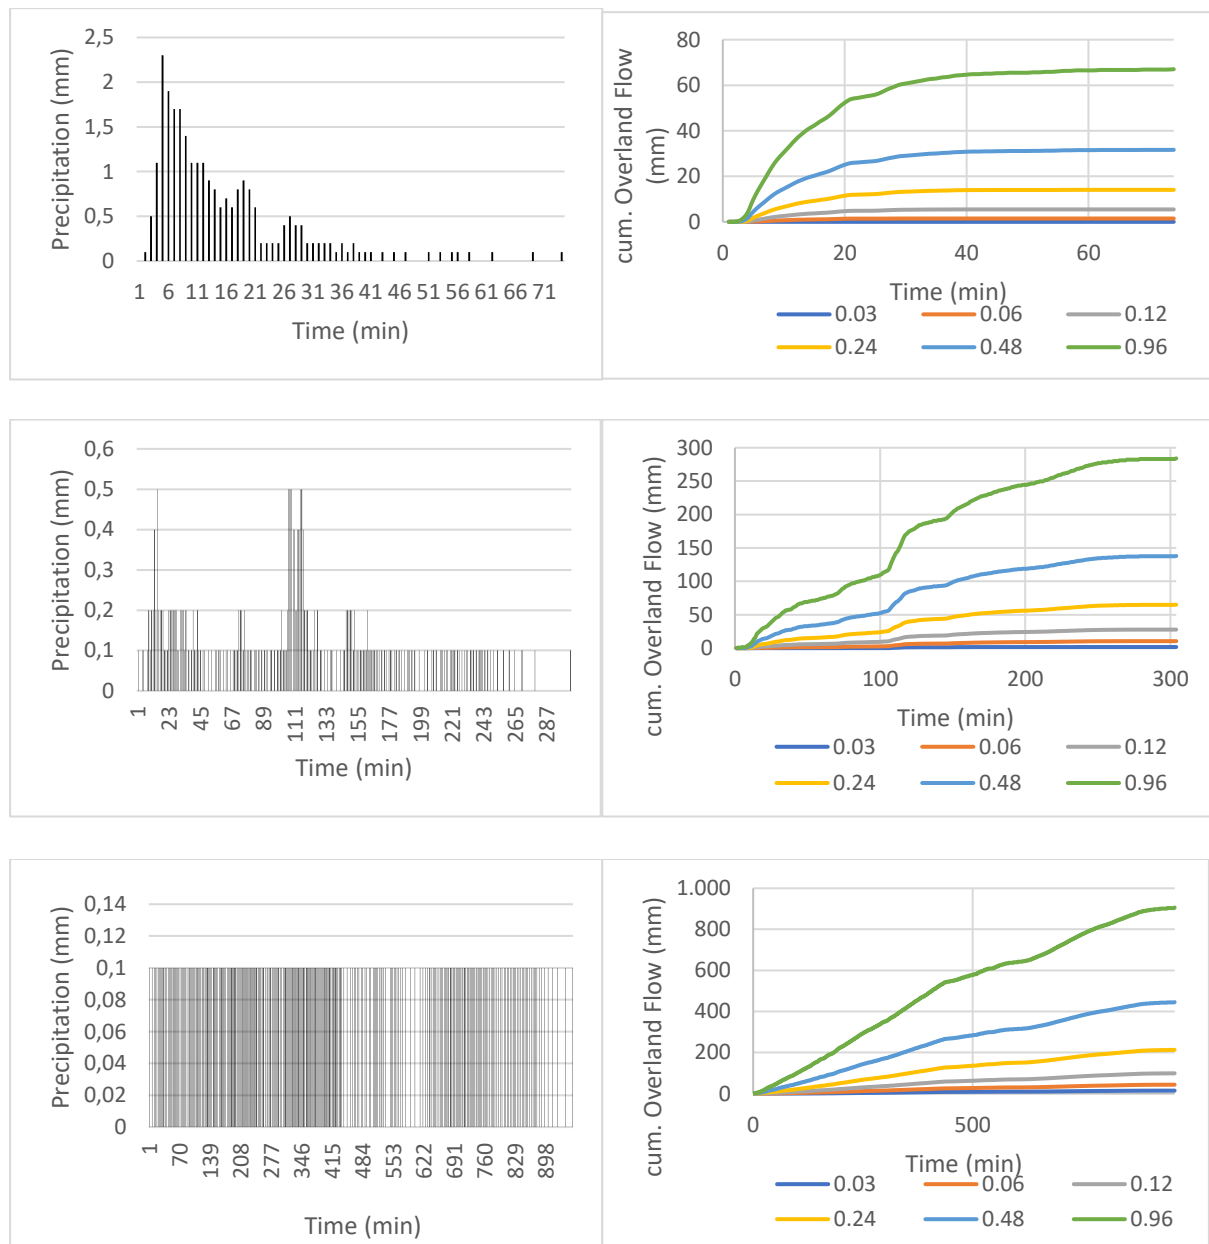 2,5
2
1,5
1
0,5
0
Precipitation (mm)
1 6 11 16 21 26 31 36 41 46 51 56 61 66 71
Time (min)
80
60
40
20
0
cum. Overland Flow
(mm)
0 20 40 60
Time (min)
0.03 0.06 0.12
0.24 0.48 0.96
0,6
0,5
0,4
0,3
0,2
0,1
0
Precipitation (mm)
1 23 45 67 89 111 133 155 177 199 221 243 265 287
Time (min)
300
250
200
150
100
50
0
cum. Overland Flow (mm)
0 100 200 300
Time (min)
0.03 0.06 0.12
0.24 0.48 0.96
0,14
0,12
0,1
0,08
0,06
0,04
0,02
0
Precipitation (mm)
1 70 139 208 277 346 415 484 553 622 691 760 829 898
Time (min)
1.000
800
600
400
200
0
cum. Overland Flow (mm)
0 500
Time (min)
0.03 0.06 0.12
0.24 0.48 0.96